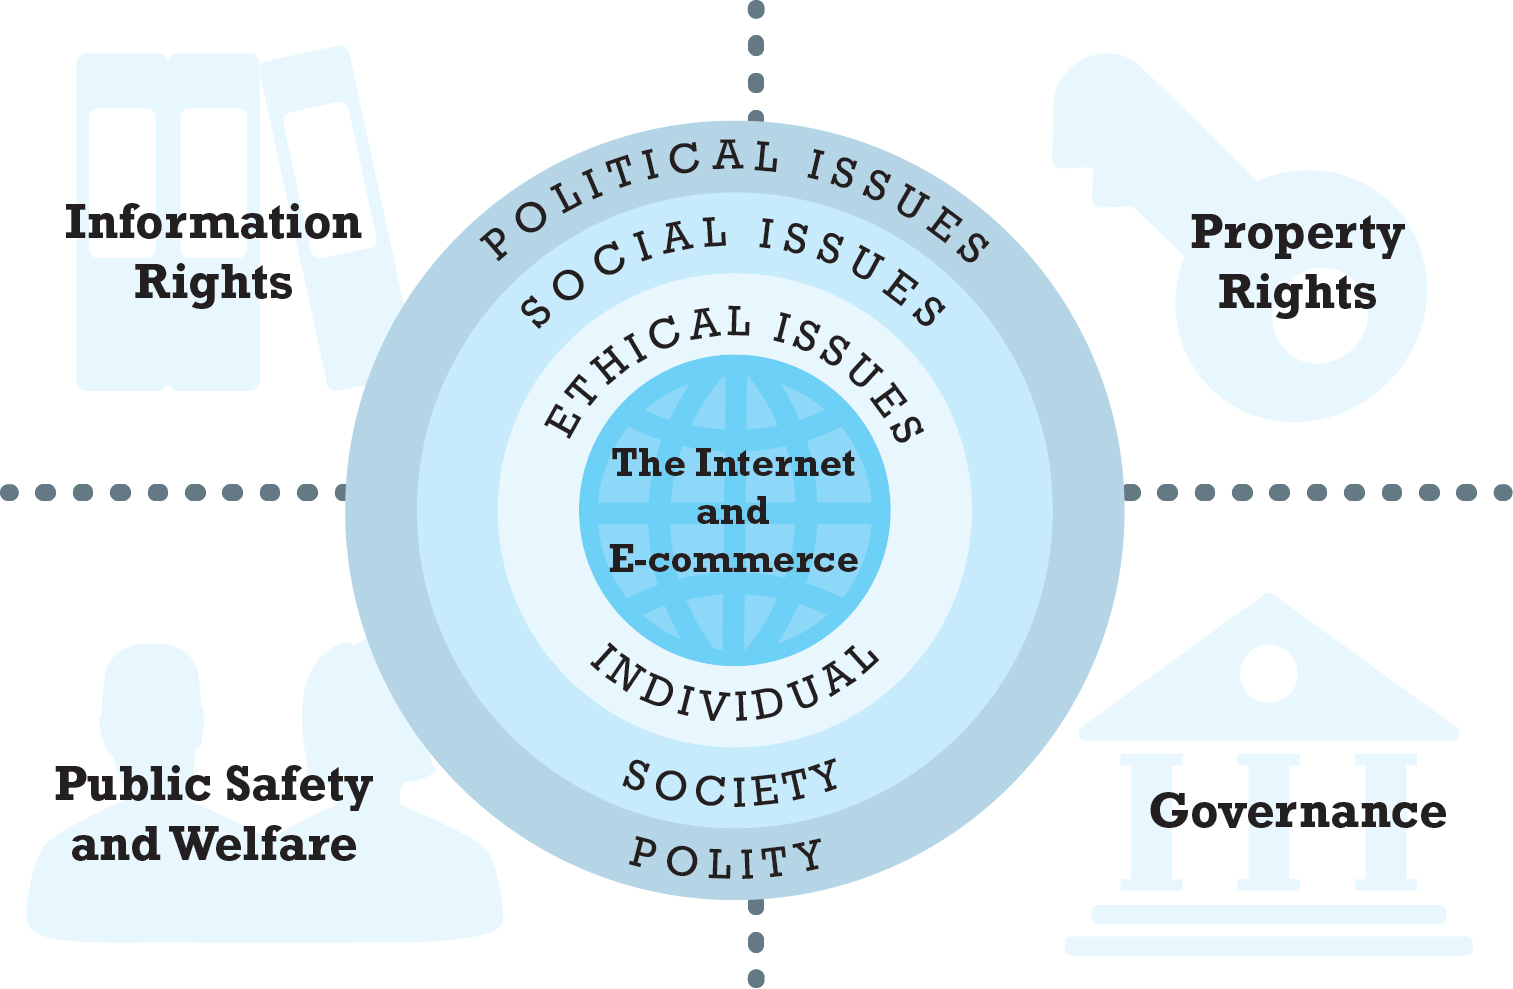 Information
Rights
Property
Rights
POLITICAL ISSUES
SOCIAL ISSUES
ETHICAL ISSUES
The Internet
and
E-commerce
INDIVIDUAL
SOCIETY
POLITY
Public Safety
and Welfare
Governance